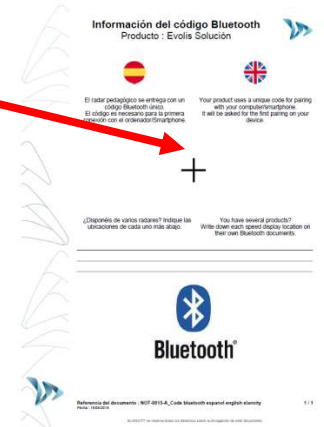 Información del código Bluetooth
Producto : Evolis Solución
El radar pedagógico se entrega con un
código Bluetooth único.
El código es necesario para la primera
conexión con el ordenador/Smartphone.
Your product uses a unique code for pairing
with your computer/smartphone.
It will be asked for the first pairing on your
device.
¿Disponéis de varios radares? Indique las
ubicaciones de cada uno más abajo.
You have several products?
Write down each speed display location on
their own Bluetooth documents.
Bluetooth®
Referencia del documento : NOT-0015-A_Code bluetooth espanol english elancity
1 / 1